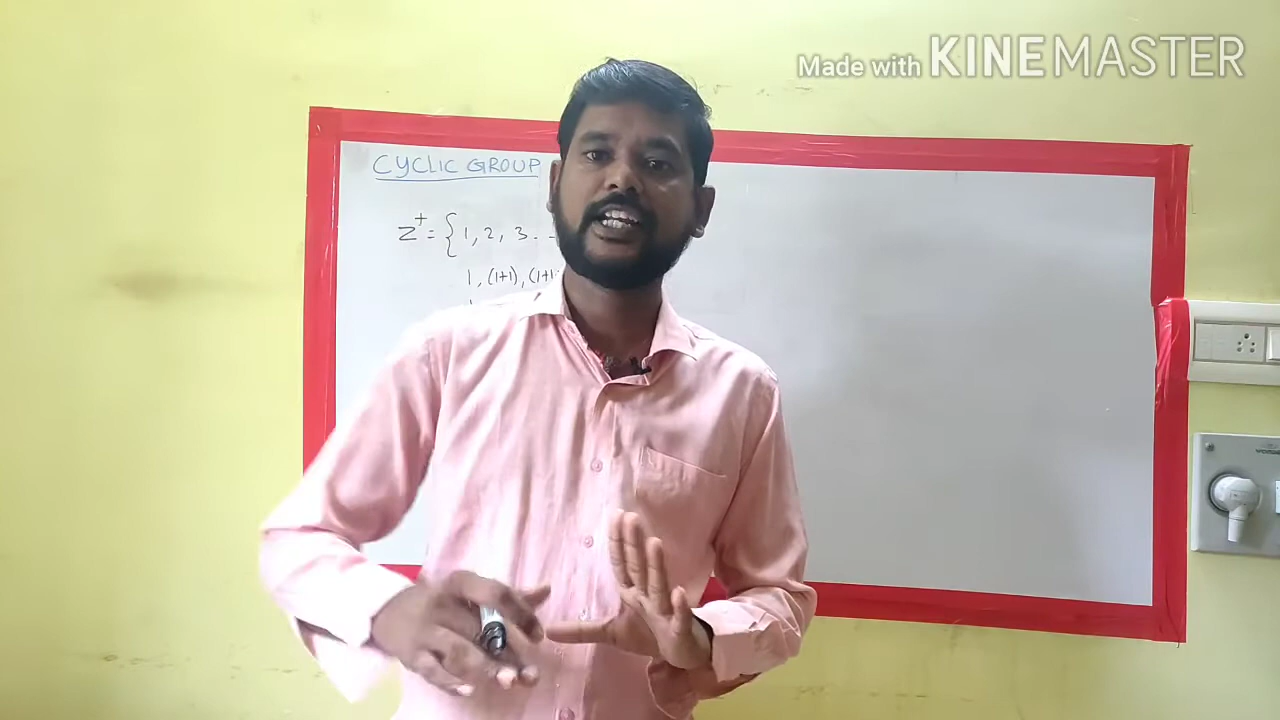 Made with KINEMASTER
CYCLIC GROUP
Z⁺ = { 1, 2, 3 . .
1, (1+1), (1+1